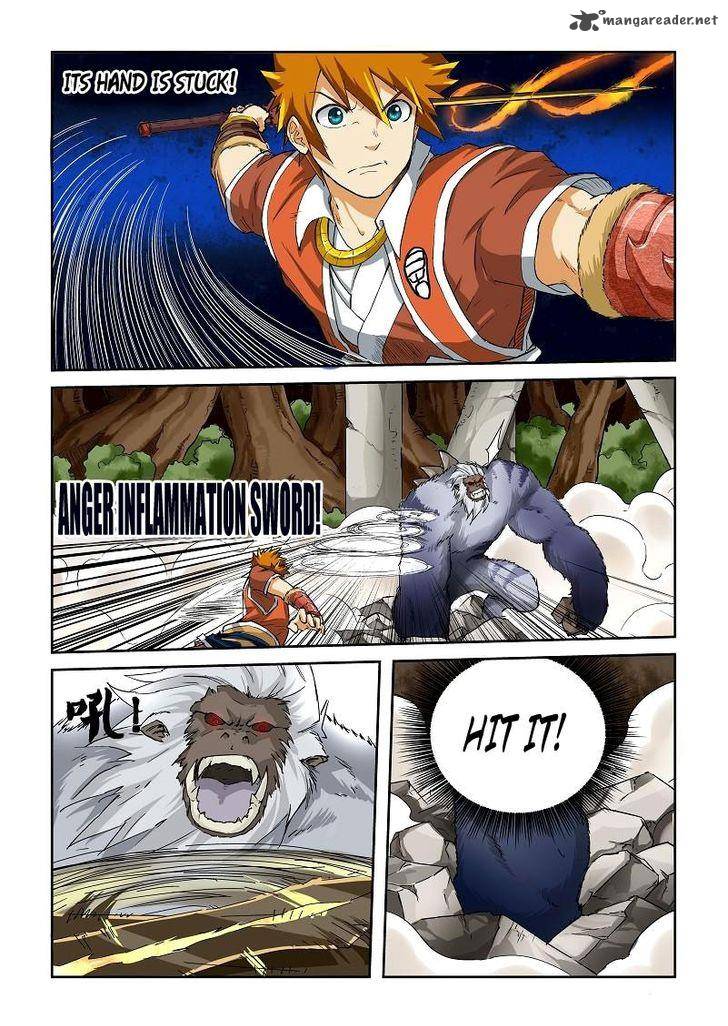 mangareader.net
ITS HAND IS STUCK!
ANGER INFLAMMATION SWORD!
吼!
HIT IT!